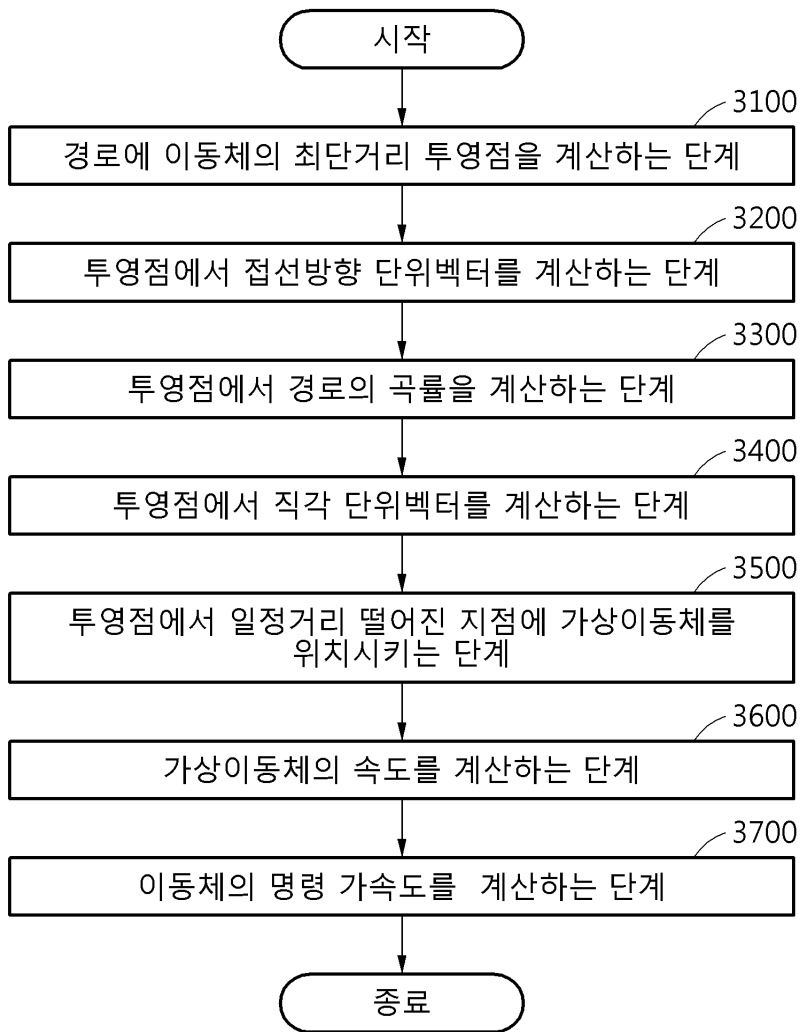 시작
3100
경로에 이동체의 최단거리 투영점을 계산하는 단계
3200
투영점에서 접선방향 단위벡터를 계산하는 단계
3300
투영점에서 경로의 곡률을 계산하는 단계
3400
투영점에서 직각 단위벡터를 계산하는 단계
3500
투영점에서 일정거리 떨어진 지점에 가상이동체를
위치시키는 단계
3600
가상이동체의 속도를 계산하는 단계
3700
이동체의 명령 가속도를 계산하는 단계
종료